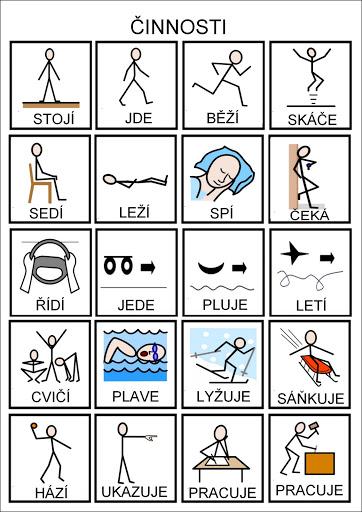 ČINNOSTI
STOJÍ
JDE
BĚŽÍ
SKÁČE
SEDÍ
LEŽÍ
SPÍ
ČEKÁ
ŘÍDÍ
JEDE
PLUJE
LETÍ
CVIČÍ
PLAVE
LYŽUJE
SÁŇKUJE
HÁZÍ
UKAZUJE
PRACUJE
PRACUJE